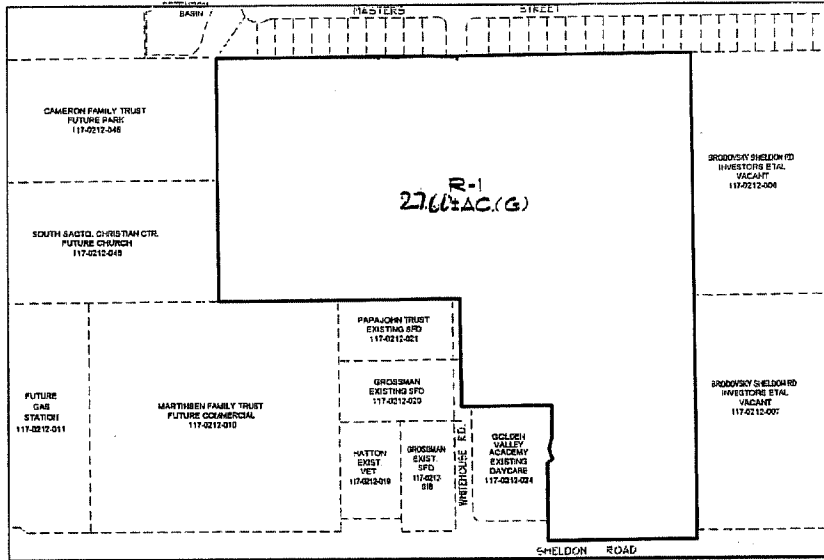 BASIN
MASTERS STREET
CAMERON FAMILY TRUST
FUTURE PARK
117-0212-046
BRODOVSKY SHELDON RD
INVESTORS ETAL
VACANT
117-0212-006
R-1
27.66±AC.(G)
SOUTH SACTO. CHRISTIAN CTR.
FUTURE CHURCH
117-0212-045
PAPAJOHN TRUST
EXISTING SFD
117-0212-021
GROSSMAN
EXISTING SFD
117-0212-020
FUTURE
GAS
STATION
117-0212-011
MARTHSEN FAMILY TRUST
FUTURE COMMERCIAL
117-0212-010
BRODOVSKY SHELDON RD
INVESTORS ETAL
VACANT
117-0212-007
HATTON
EXIST.
VET
117-0212-019
GROSSMAN
EXIST.
SFD
117-0212-
018
WHITEHOUSE RD.
GOLDEN
VALLEY
ACADEMY
EXISTING
DAYCARE
117-0212-024
SHELDON ROAD